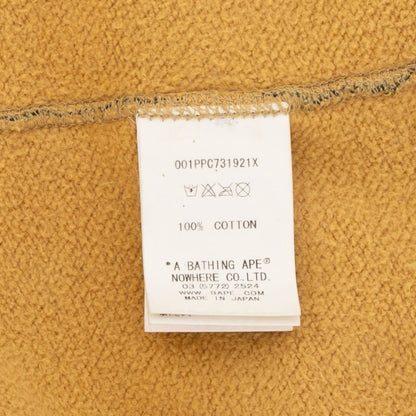 001PPC731921X
100% COTTON
"A BATHING APE®
NOWHERE CO.,LTD.
03 (5772) 2524
WWW. BAPE. COM
MADE IN JAPAN